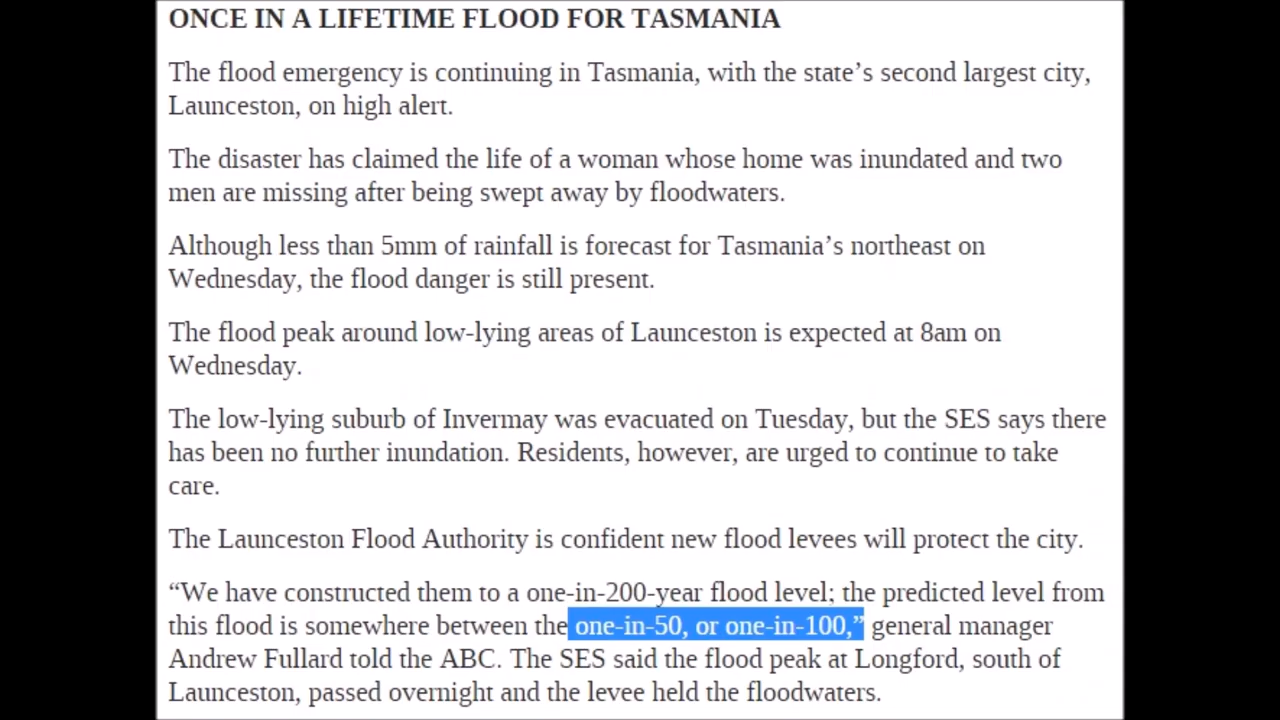 ONCE IN A LIFETIME FLOOD FOR TASMANIA
The flood emergency is continuing in Tasmania, with the state’s second largest city,
Launceston, on high alert.
The disaster has claimed the life of a woman whose home was inundated and two
men are missing after being swept away by floodwaters.
Although less than 5mm of rainfall is forecast for Tasmania’s northeast on
Wednesday, the flood danger is still present.
The flood peak around low-lying areas of Launceston is expected at 8am on
Wednesday.
The low-lying suburb of Invermay was evacuated on Tuesday, but the SES says there
has been no further inundation. Residents, however, are urged to continue to take
care.
The Launceston Flood Authority is confident new flood levees will protect the city.
“We have constructed them to a one-in-200-year flood level; the predicted level from
this flood is somewhere between the one-in-50, or one-in-100,” general manager
Andrew Fullard told the ABC. The SES said the flood peak at Longford, south of
Launceston, passed overnight and the levee held the floodwaters.